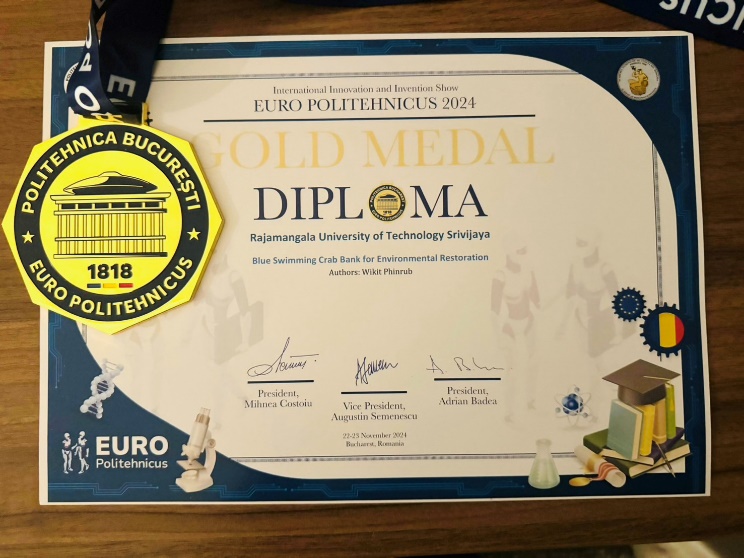 International Innovation and Invention Show
EURO POLITEHNICUS 2024
GOLD MEDAL
DIPLOMA
1818
Rajamangala University of Technology Srivijaya
Blue Swimming Crab Bank for Environmental Restoration
Authors: Wikit Phinrub
President,
Mihnea Costoiu
Vice President,
Augustin Semenescu
President,
Adrian Badea
22-23 November 2024
Bucharest, Romania
EURO
Politehnicus
POLITEHNICA BUCUREȘTI
1818
EURO POLITEHNICUS